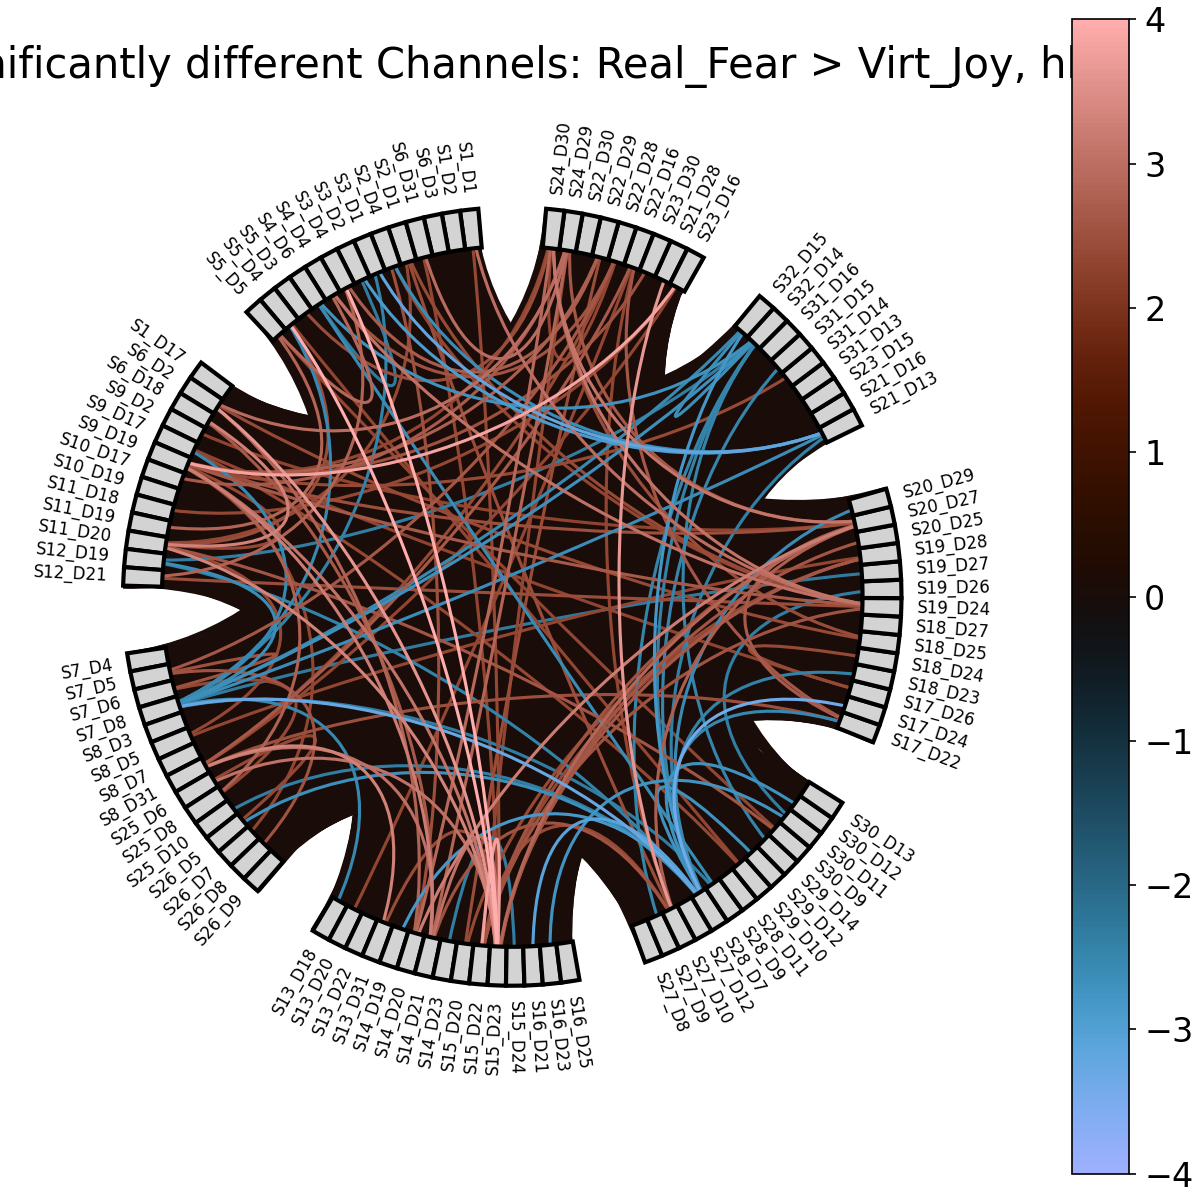 nificantly different Channels: Real_Fear > Virt_Joy, h
S1_D1
S1_D2
S6_D3
S6_D31
S2_D1
S2_D4
S3_D1
S3_D2
S3_D4
S4_D4
S4_D6
S5_D3
S5_D4
S5_D5
S1_D17
S6_D2
S6_D18
S9_D2
S9_D17
S9_D19
S10_D17
S10_D19
S11_D18
S11_D19
S11_D20
S12_D19
S12_D21
S7_D4
S7_D5
S7_D6
S7_D8
S8_D3
S8_D5
S8_D7
S8_D31
S25_D6
S25_D8
S25_D10
S26_D5
S26_D7
S26_D8
S26_D9
S13_D18
S13_D20
S13_D22
S13_D31
S14_D19
S14_D20
S14_D21
S14_D23
S15_D20
S15_D22
S15_D23
S15_D24
S16_D21
S16_D23
S16_D25
S27_D8
S27_D9
S27_D10
S27_D12
S28_D7
S28_D9
S28_D11
S29_D10
S29_D12
S29_D14
S30_D9
S30_D11
S30_D12
S30_D13
S17_D22
S17_D24
S17_D26
S18_D23
S18_D24
S18_D25
S18_D27
S19_D24
S19_D26
S19_D27
S19_D28
S20_D25
S20_D27
S20_D29
S21_D13
S21_D16
S23_D15
S31_D13
S31_D14
S31_D15
S31_D16
S32_D14
S32_D15
S23_D16
S21_D28
S23_D30
S22_D16
S22_D28
S22_D29
S22_D30
S24_D29
S24_D30
4
3
2
1
0
−1
−2
−3
−4